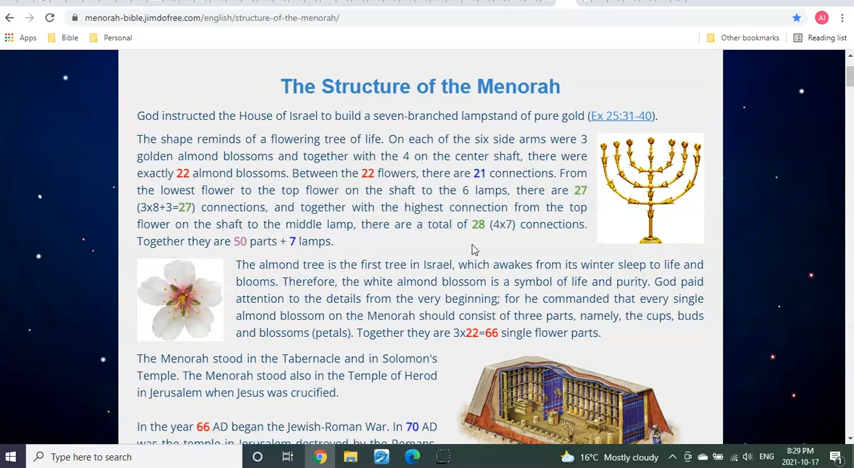 menorah-bible.jimdofree.com/english/structure-of-the-menorah/
AI
Apps Bible Personal Other bookmarks Reading list
The Structure of the Menorah
God instructed the House of Israel to build a seven-branched lampstand of pure gold (Ex 25:31-40).
The shape reminds of a flowering tree of life. On each of the six side arms were 3
golden almond blossoms and together with the 4 on the center shaft, there were
exactly 22 almond blossoms. Between the 22 flowers, there are 21 connections. From
the lowest flower to the top flower on the shaft to the 6 lamps, there are 27
(3x8+3=27) connections, and together with the highest connection from the top
flower on the shaft to the middle lamp, there are a total of 28 (4x7) connections.
Together they are 50 parts + 7 lamps.
The almond tree is the first tree in Israel, which awakes from its winter sleep to life and
blooms. Therefore, the white almond blossom is a symbol of life and purity. God paid
attention to the details from the very beginning; for he commanded that every single
almond blossom on the Menorah should consist of three parts, namely, the cups, buds
and blossoms (petals). Together they are 3x22=66 single flower parts.
The Menorah stood in the Tabernacle and in Solomon's
Temple. The Menorah stood also in the Temple of Herod
in Jerusalem when Jesus was crucified.
In the year 66 AD began the Jewish-Roman War. In 70 AD
was the temple in Jerusalem destroyed by the Romans.
Type here to search
16°C Mostly cloudy
ENG
8:29 PM
2021-10-17